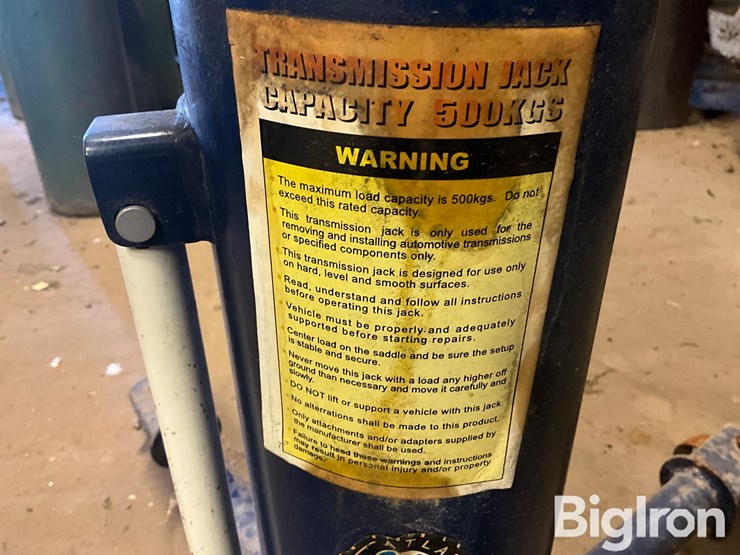 TRANSMISSION JACK
CAPACITY 500KGS
WARNING
The maximum load capacity is 500kgs. Do not
exceed this rated capacity.
This transmission jack is only used for the
removing and installing automotive transmissions
or specified components only.
This transmission jack is designed for use only
on hard, level and smooth surfaces.
Read, understand and follow all instructions
before operating this jack.
Vehicle must be properly and adequately
supported before starting repairs.
Center load on the saddle and be sure the setup
is stable and secure.
Never move this jack with a load any higher off
ground than necessary and move it carefully and
slowly.
DO NOT lift or support a vehicle with this jack.
No alterrations shall be made to this product.
Only attachments and/or adapters supplied by
the manufacturer shall be used.
Failure to heed these warnings and instructions
may result in personal injury and/or property
damage.
BigIron